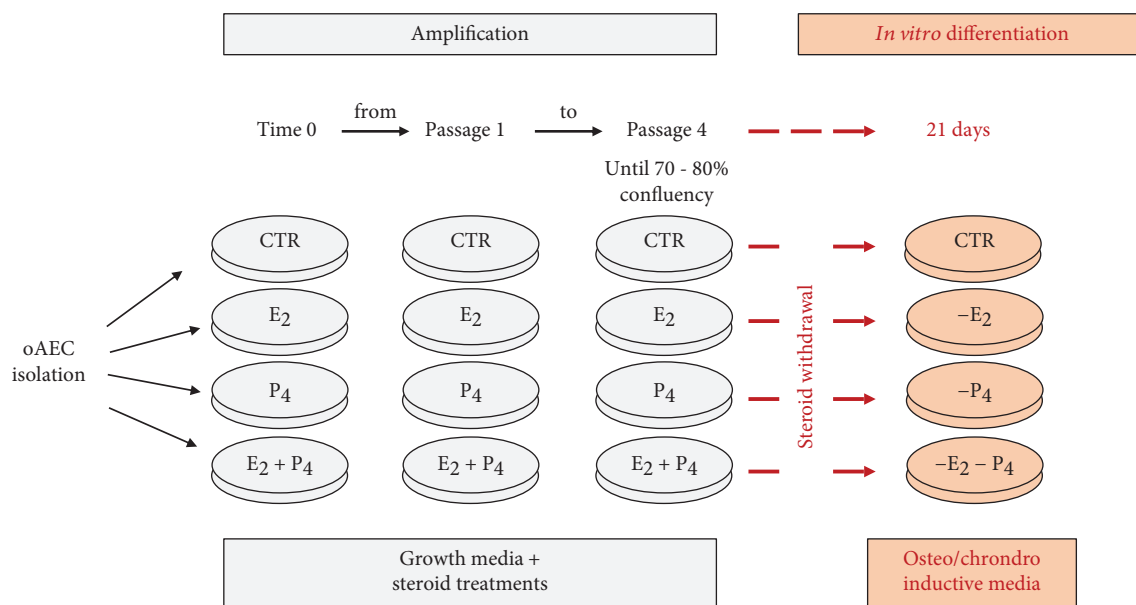 Amplification
In vitro differentiation
from
to
Time 0
Passage 1
Passage 4
21 days
Until 70 - 80%
confluency
CTR
CTR
CTR
CTR
E₂
E₂
E₂
–E₂
oAEC
isolation
Steroid withdrawal
P₄
P₄
P₄
–P₄
E₂ + P₄
E₂ + P₄
E₂ + P₄
–E₂ – P₄
Growth media +
steroid treatments
Osteo/chrondro
inductive media